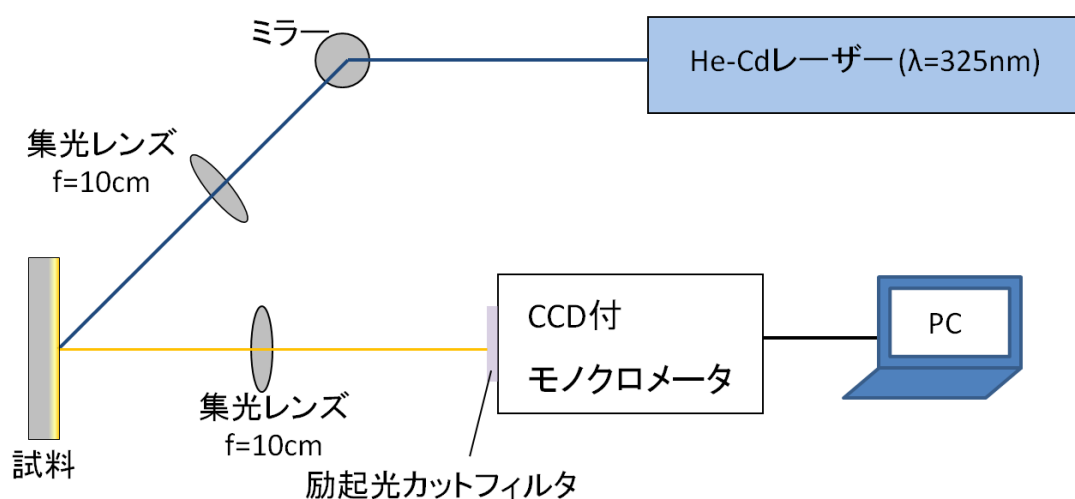 ミラー
He-Cdレーザー(λ=325nm)
集光レンズ
f=10cm
CCD付
モノクロメータ
PC
集光レンズ
f=10cm
試料
励起光カットフィルタ